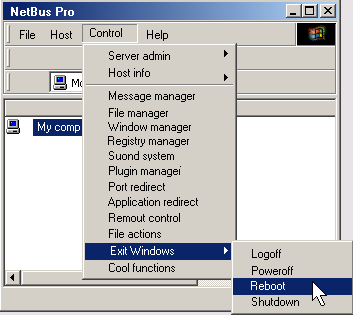 NetBus Pro
File Host Control Help
Server admin
Host info
Message manager
File manager
My comp
Window manager
Registry manager
Suond system
Plugin managei
Port redirect
Application redirect
Remout control
File actions
Exit Windows
Cool functions
Logoff
Poweroff
Reboot
Shutdown